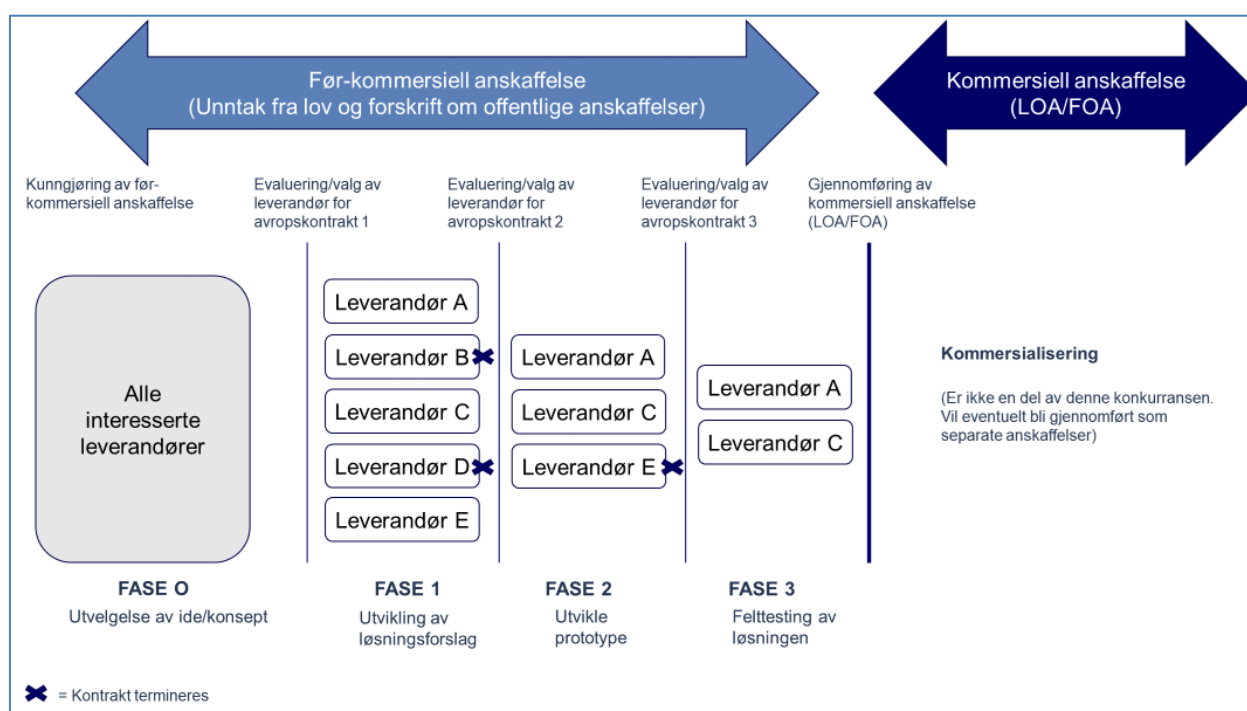 Før-kommersiell anskaffelse
(Unntak fra lov og forskrift om offentlige anskaffelser)
Kommersiell anskaffelse
(LOA/FOA)
Kunngjøring av før-
kommersiell anskaffelse
Evaluering/valg av
leverandør for
avropskontrakt 1
Evaluering/valg av
leverandør for
avropskontrakt 2
Evaluering/valg av
leverandør for
avropskontrakt 3
Gjennomføring av
kommersiell anskaffelse
(LOA/FOA)
Alle
interesserte
leverandører
Leverandør A
Leverandør B
Leverandør C
Leverandør D
Leverandør E
Leverandør A
Leverandør C
Leverandør E
Leverandør A
Leverandør C
Kommersialisering
(Er ikke en del av denne konkurransen.
Vil eventuelt bli gjennomført som
separate anskaffelser)
FASE O
Utvelgelse av ide/konsept
FASE 1
Utvikling av
løsningsforslag
FASE 2
Utvikle
prototype
FASE 3
Felttesting av
løsningen
= Kontrakt termineres